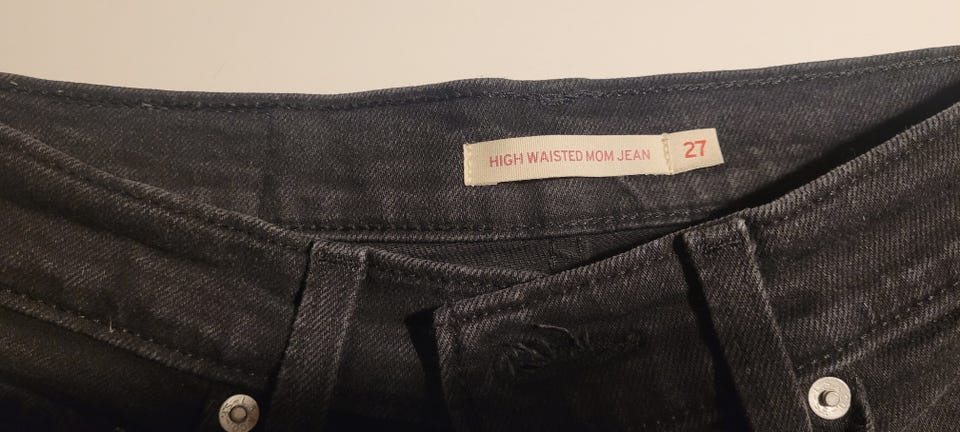 HIGH WAISTED MOM JEAN 27